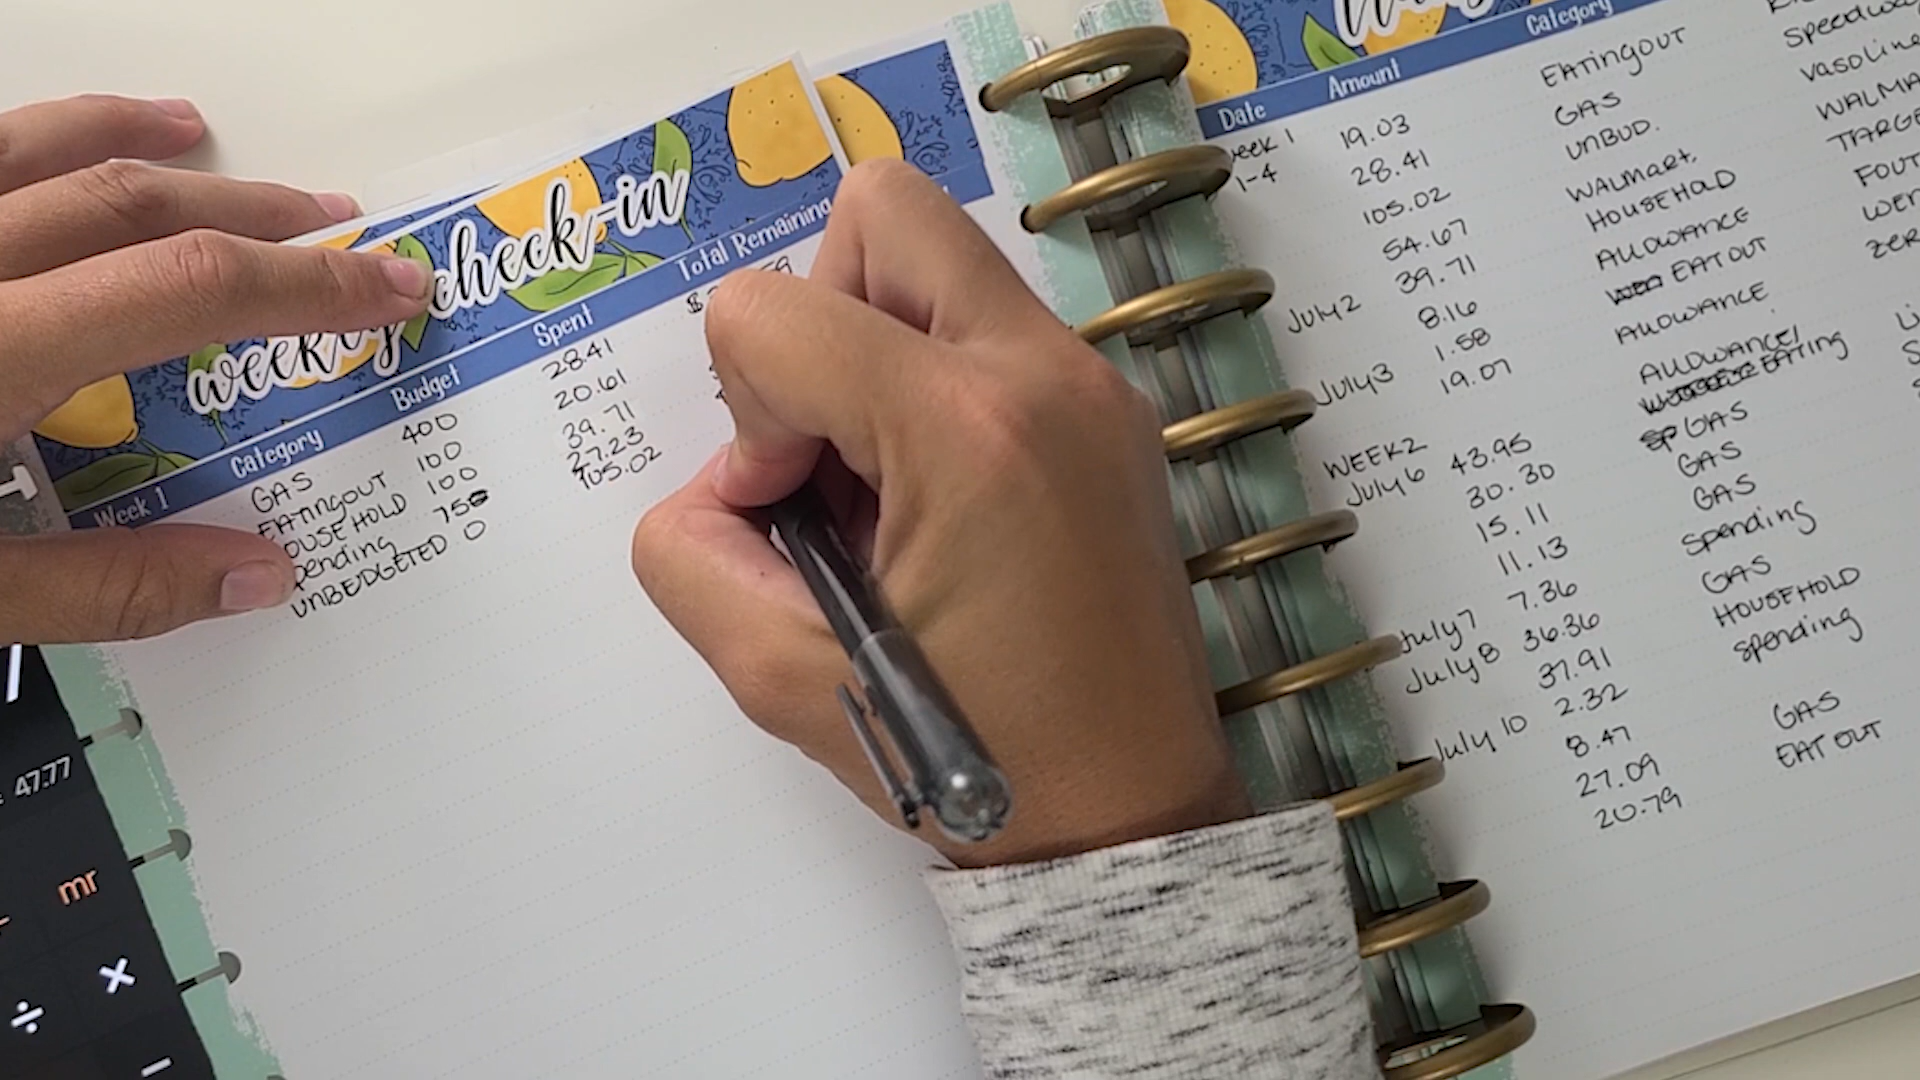 weekly check-in
Category Budget Spent Total Remaining
Week 1
GAS 400 28.41
EATingOUT 100 20.61
HOUSEHOLD 100 39.71
spending 75 27.23
UNBEDGETED 0 105.02
47.77
mr
÷ ×
−
Date Amount Category
week 1 19.03 EATingOUT
1-4 28.41 GAS Speedway
105.02 UNBUD. Vasoline
54.67 WALMart.
39.71 HOUSEHOLD
July 2 8.16 ALLOWANCE
1.58 EAT OUT
July 3 19.07 ALLOWANCE
ALLOWANCE/
EATing
WEEK2
July 6 43.95 GAS
30.30 GAS
15.11 GAS
11.13 spending
July 7 7.36 GAS
July 8 36.36 HOUSEHOLD
37.91 spending
2.32
July 10 8.47 GAS
27.09 EAT OUT
20.79